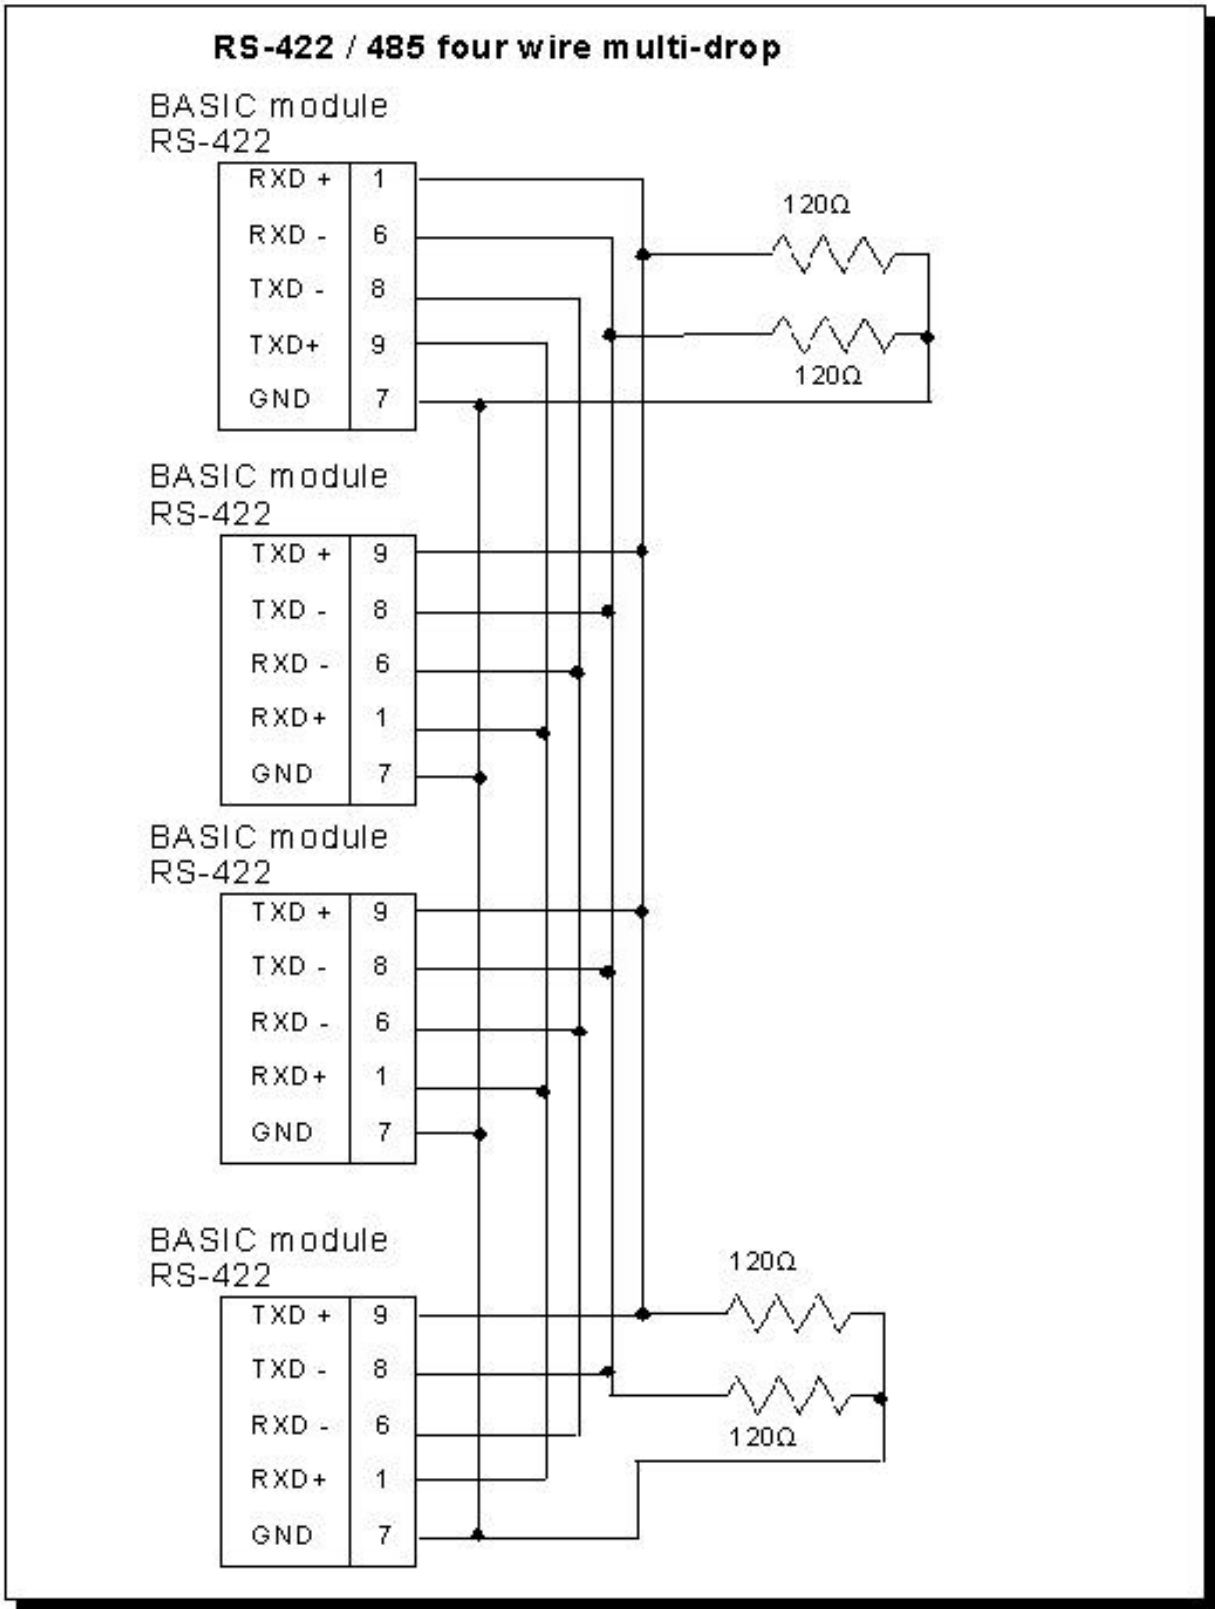 RS-422 / 485 four wire multi-drop
BASIC module
RS-422
RXD + 1
120Ω
RXD - 6
TXD - 8
TXD+ 9
120Ω
GND 7
BASIC module
RS-422
TXD + 9
TXD - 8
RXD - 6
RXD+ 1
GND 7
BASIC module
RS-422
TXD + 9
TXD - 8
RXD - 6
RXD+ 1
GND 7
BASIC module
RS-422
120Ω
TXD + 9
TXD - 8
RXD - 6
120Ω
RXD+ 1
GND 7